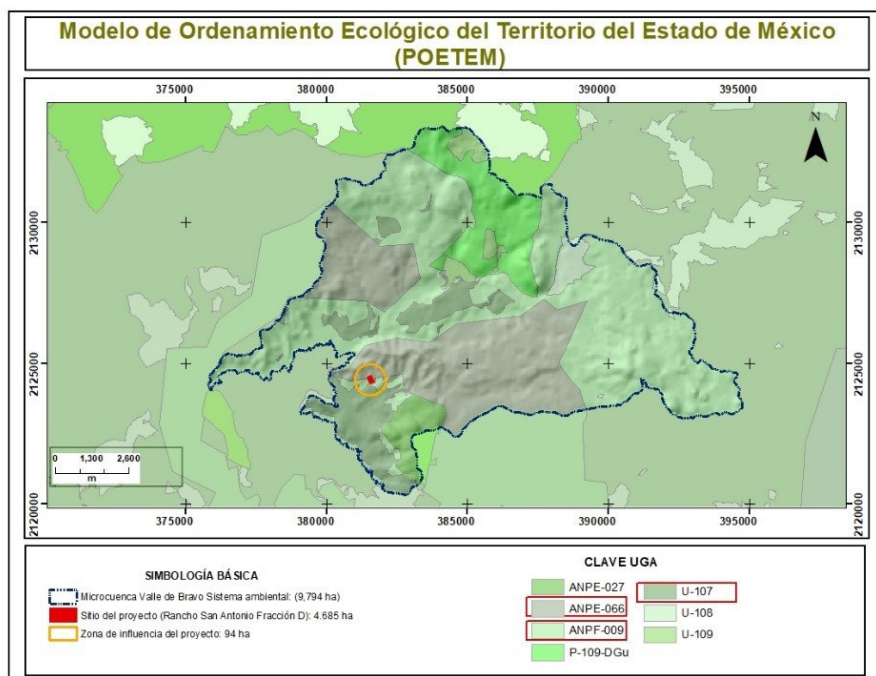 Modelo de Ordenamiento Ecológico del Territorio del Estado de México
(POETEM)
375000 380000 385000 390000 395000
N
2130000 2130000
2125000 2125000
2120000 2120000
0 1,300 2,600
m
375000 380000 385000 390000 395000
SIMBOLOGÍA BÁSICA
Microcuenca Valle de Bravo Sistema ambiental: (9,794 ha)
Sitio del proyecto (Rancho San Antonio Fracción D): 4.685 ha
Zona de influencia del proyecto: 94 ha
CLAVE UGA
ANPE-027
ANPE-066
ANPF-009
P-109-DGu
U-107
U-108
U-109